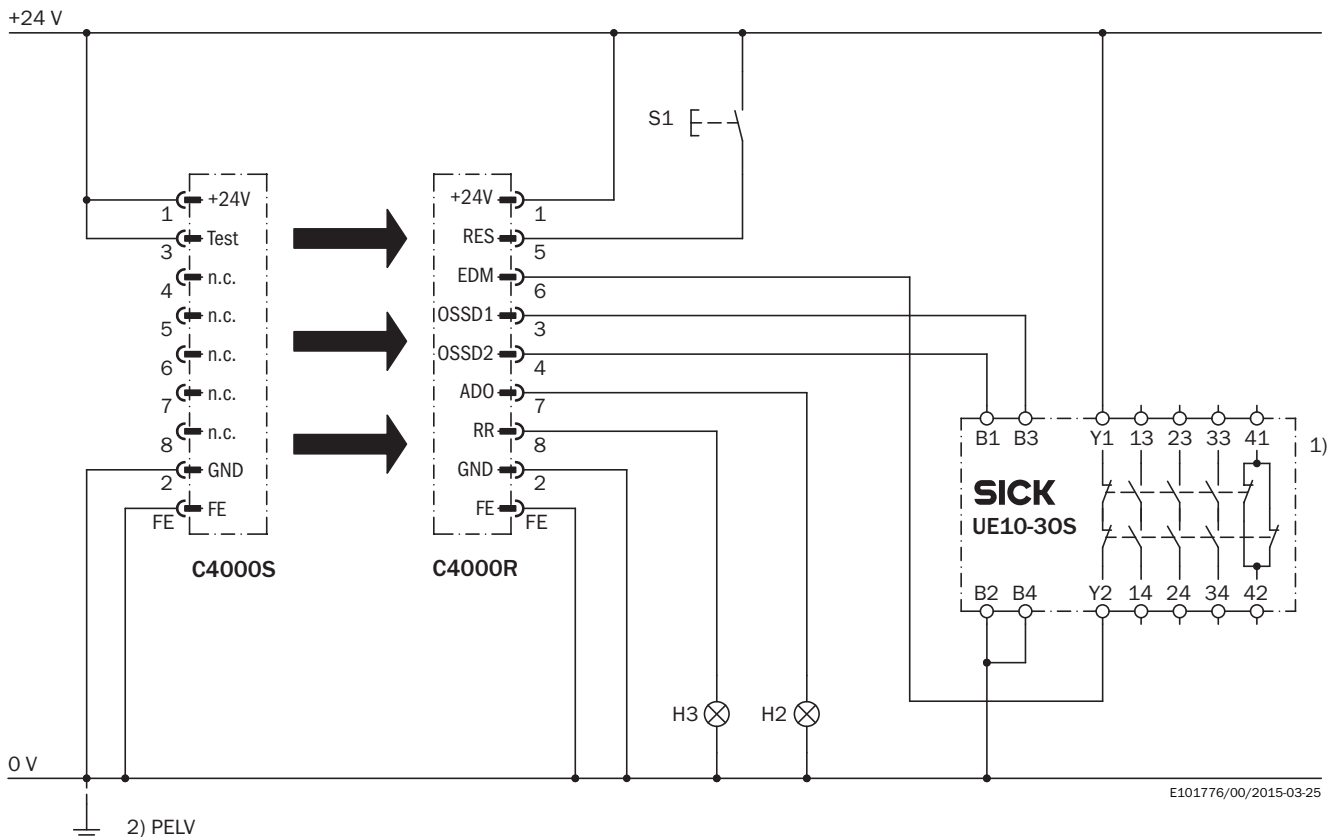 +24 V
S1
1 +24V
3 Test
4 n.c.
5 n.c.
6 n.c.
7 n.c.
8 n.c.
2 GND
FE FE
C4000S
+24V 1
RES 5
EDM 6
OSSD1 3
OSSD2 4
ADO 7
RR 8
GND 2
FE FE
C4000R
B1 B3 Y1 13 23 33 41 1)
SICK
UE10-3OS
B2 B4 Y2 14 24 34 42
H3 H2
0 V
E101776/00/2015-03-25
2) PELV